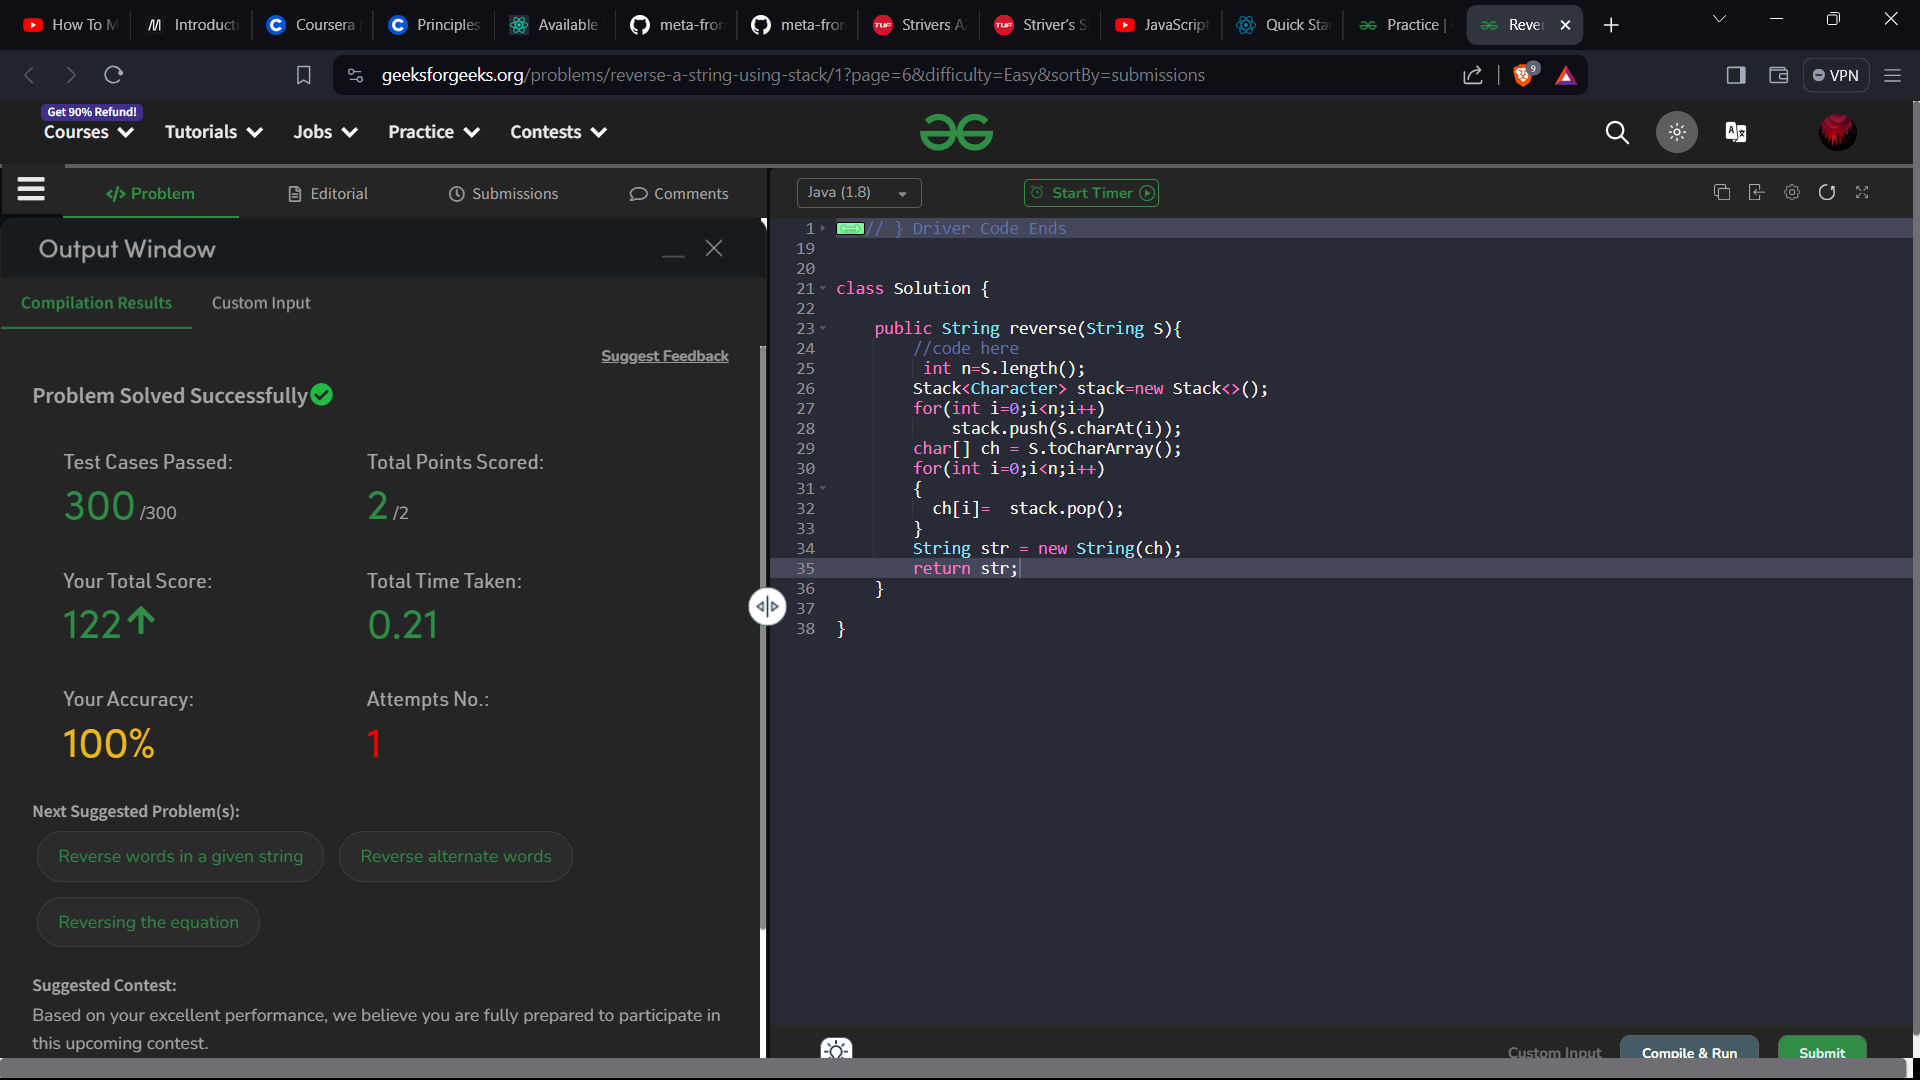 How To M
Introducti
Coursera
Principles
Available
meta-fron
meta-fron
Strivers A
Striver's S
JavaScript
Quick Sta
Practice |
Rever
geeksforgeeks.org/problems/reverse-a-string-using-stack/1?page=6&difficulty=Easy&sortBy=submissions
9
VPN
Get 90% Refund!
Courses
Tutorials
Jobs
Practice
Contests
</> Problem
Editorial
Submissions
Comments
Output Window
Compilation Results
Custom Input
Suggest Feedback
Problem Solved Successfully
Test Cases Passed:
300 /300
Total Points Scored:
2 /2
Your Total Score:
122
Total Time Taken:
0.21
Your Accuracy:
100%
Attempts No.:
1
Next Suggested Problem(s):
Reverse words in a given string
Reverse alternate words
Reversing the equation
Suggested Contest:
Based on your excellent performance, we believe you are fully prepared to participate in
this upcoming contest.
Java (1.8)
Start Timer
1 // } Driver Code Ends
19
20
21 class Solution {
22
23 public String reverse(String S){
24 //code here
25 int n=S.length();
26 Stack<Character> stack=new Stack<>();
27 for(int i=0;i<n;i++)
28 stack.push(S.charAt(i));
29 char[] ch = S.toCharArray();
30 for(int i=0;i<n;i++)
31 {
32 ch[i]=  stack.pop();
33 }
34 String str = new String(ch);
35 return str;
36 }
37
38 }
Custom Input
Compile & Run
Submit